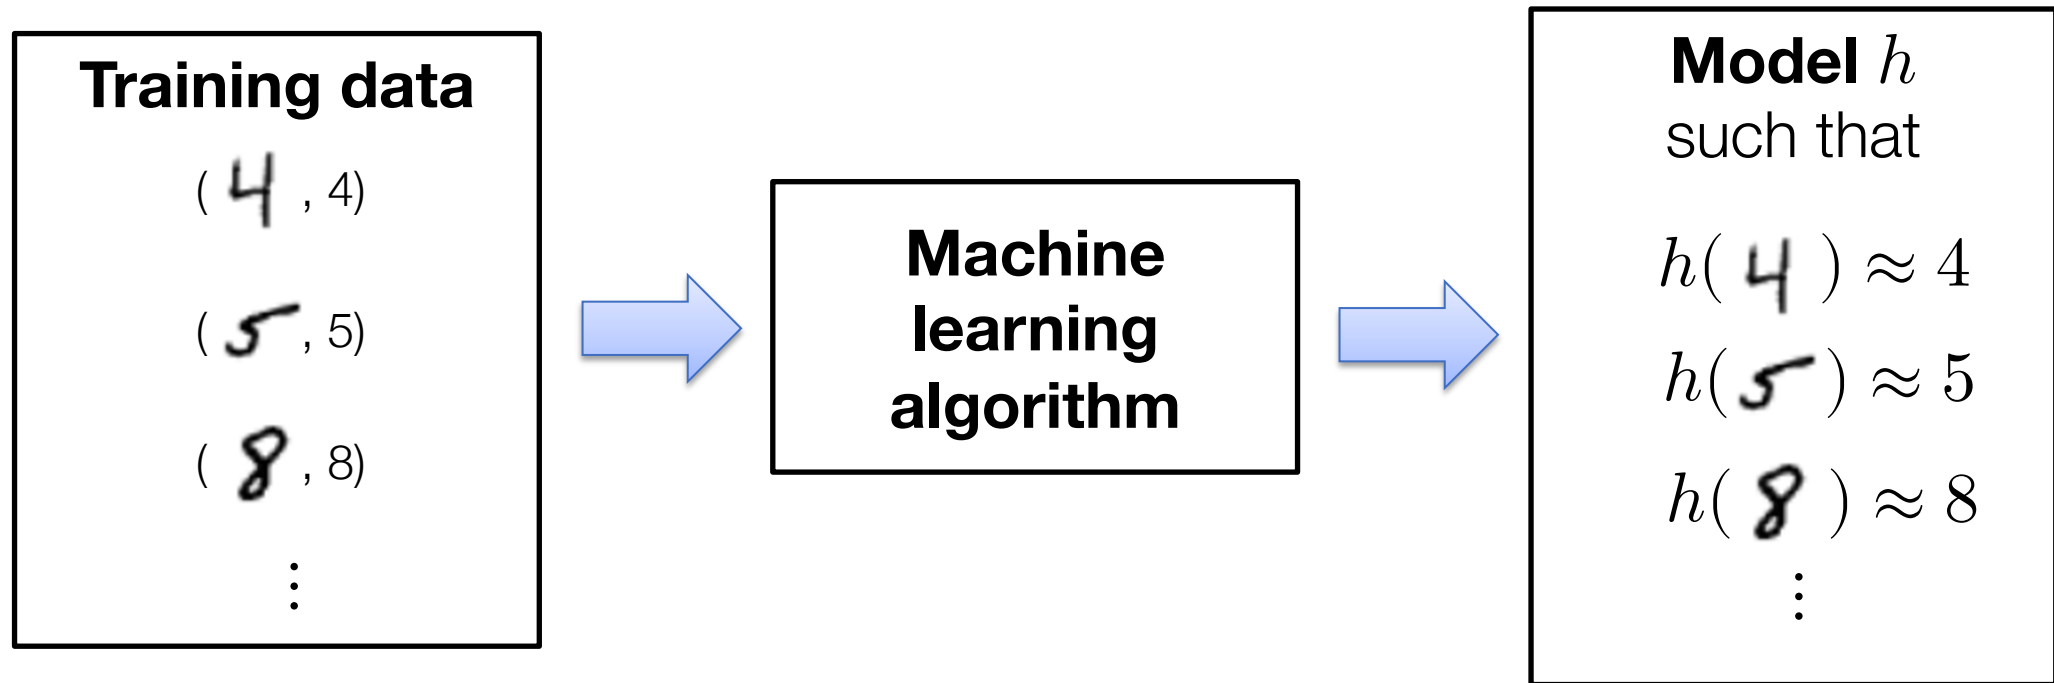 Training data
( 4 , 4)
( 5 , 5)
( 8 , 8)
⋮
Machine
learning
algorithm
Model h
such that
h( 4 ) ≈ 4
h( 5 ) ≈ 5
h( 8 ) ≈ 8
⋮